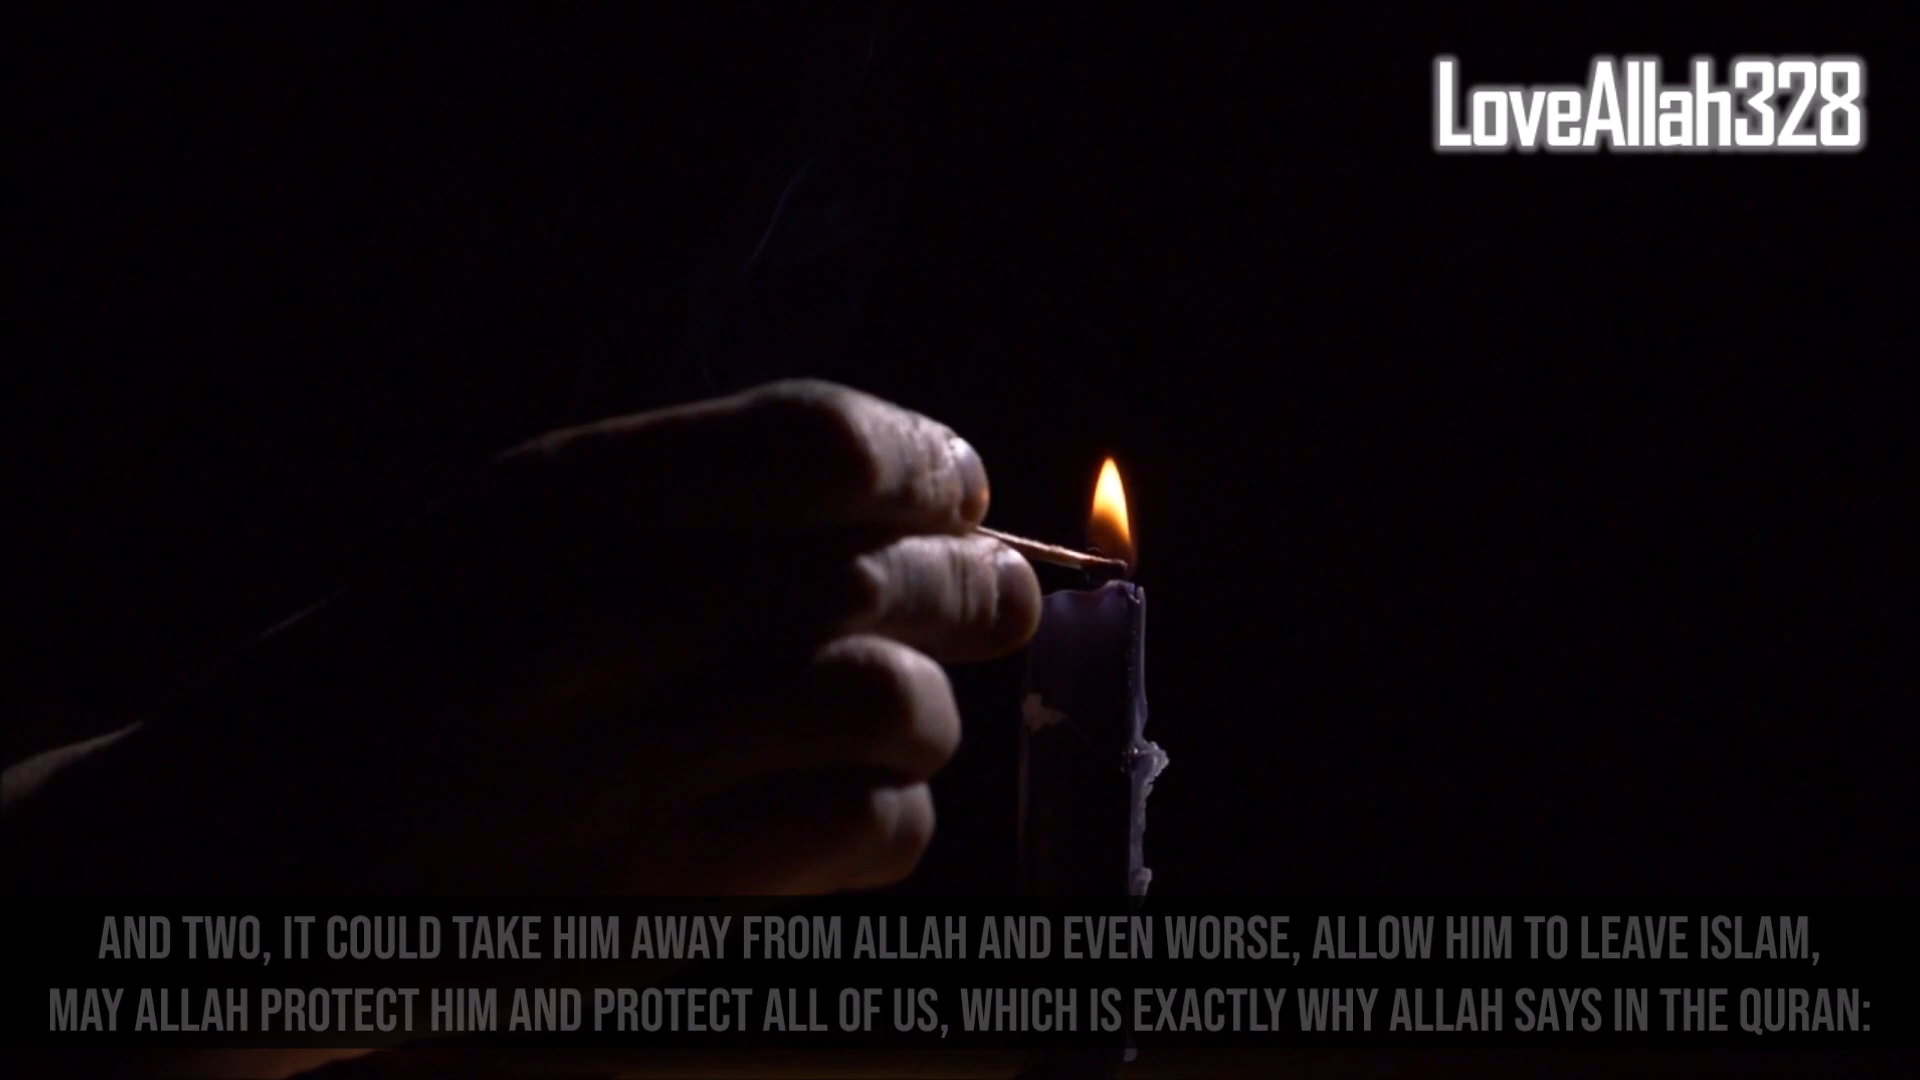 LoveAllah328
AND TWO, IT COULD TAKE HIM AWAY FROM ALLAH AND EVEN WORSE, ALLOW HIM TO LEAVE ISLAM,
MAY ALLAH PROTECT HIM AND PROTECT ALL OF US, WHICH IS EXACTLY WHY ALLAH SAYS IN THE QURAN: